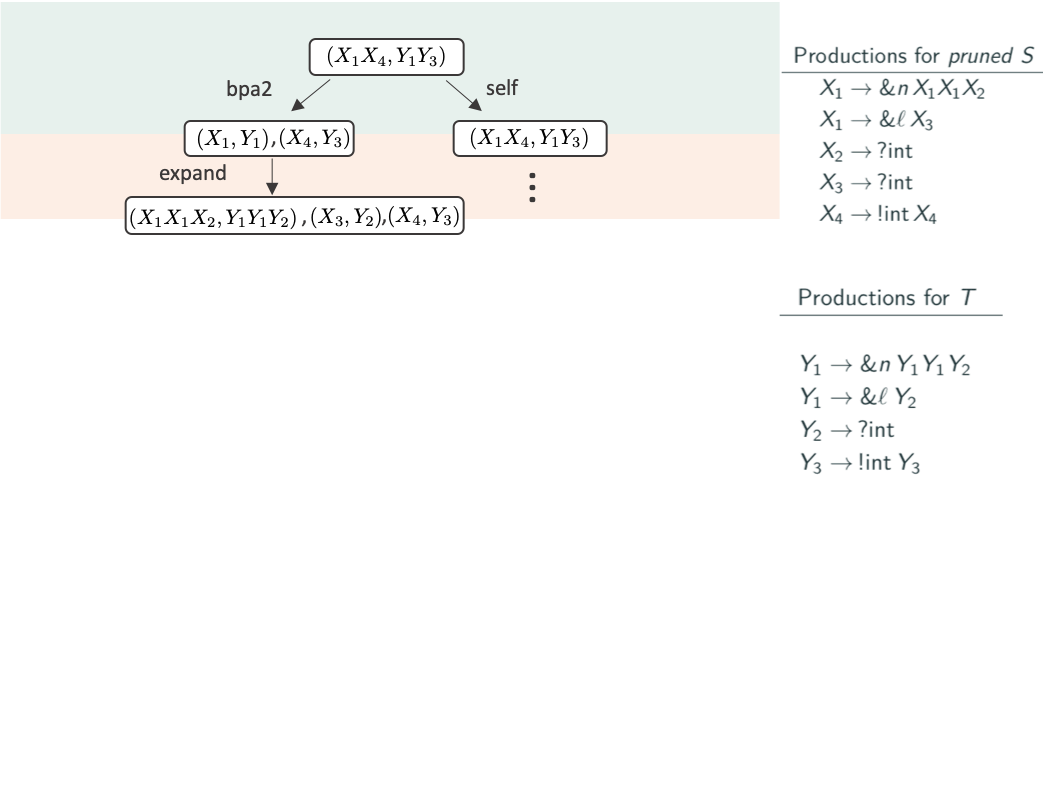 (X₁X₄, Y₁Y₃)
bpa2
self
(X₁, Y₁),(X₄, Y₃)
(X₁X₄, Y₁Y₃)
expand
⋮
(X₁X₁X₂, Y₁Y₁Y₂) ,(X₃, Y₂),(X₄, Y₃)
Productions for pruned S
X₁ → &n X₁X₁X₂
X₁ → &ℓ X₃
X₂ → ?int
X₃ → ?int
X₄ → !int X₄
Productions for T
Y₁ → &n Y₁Y₁Y₂
Y₁ → &ℓ Y₂
Y₂ → ?int
Y₃ → !int Y₃